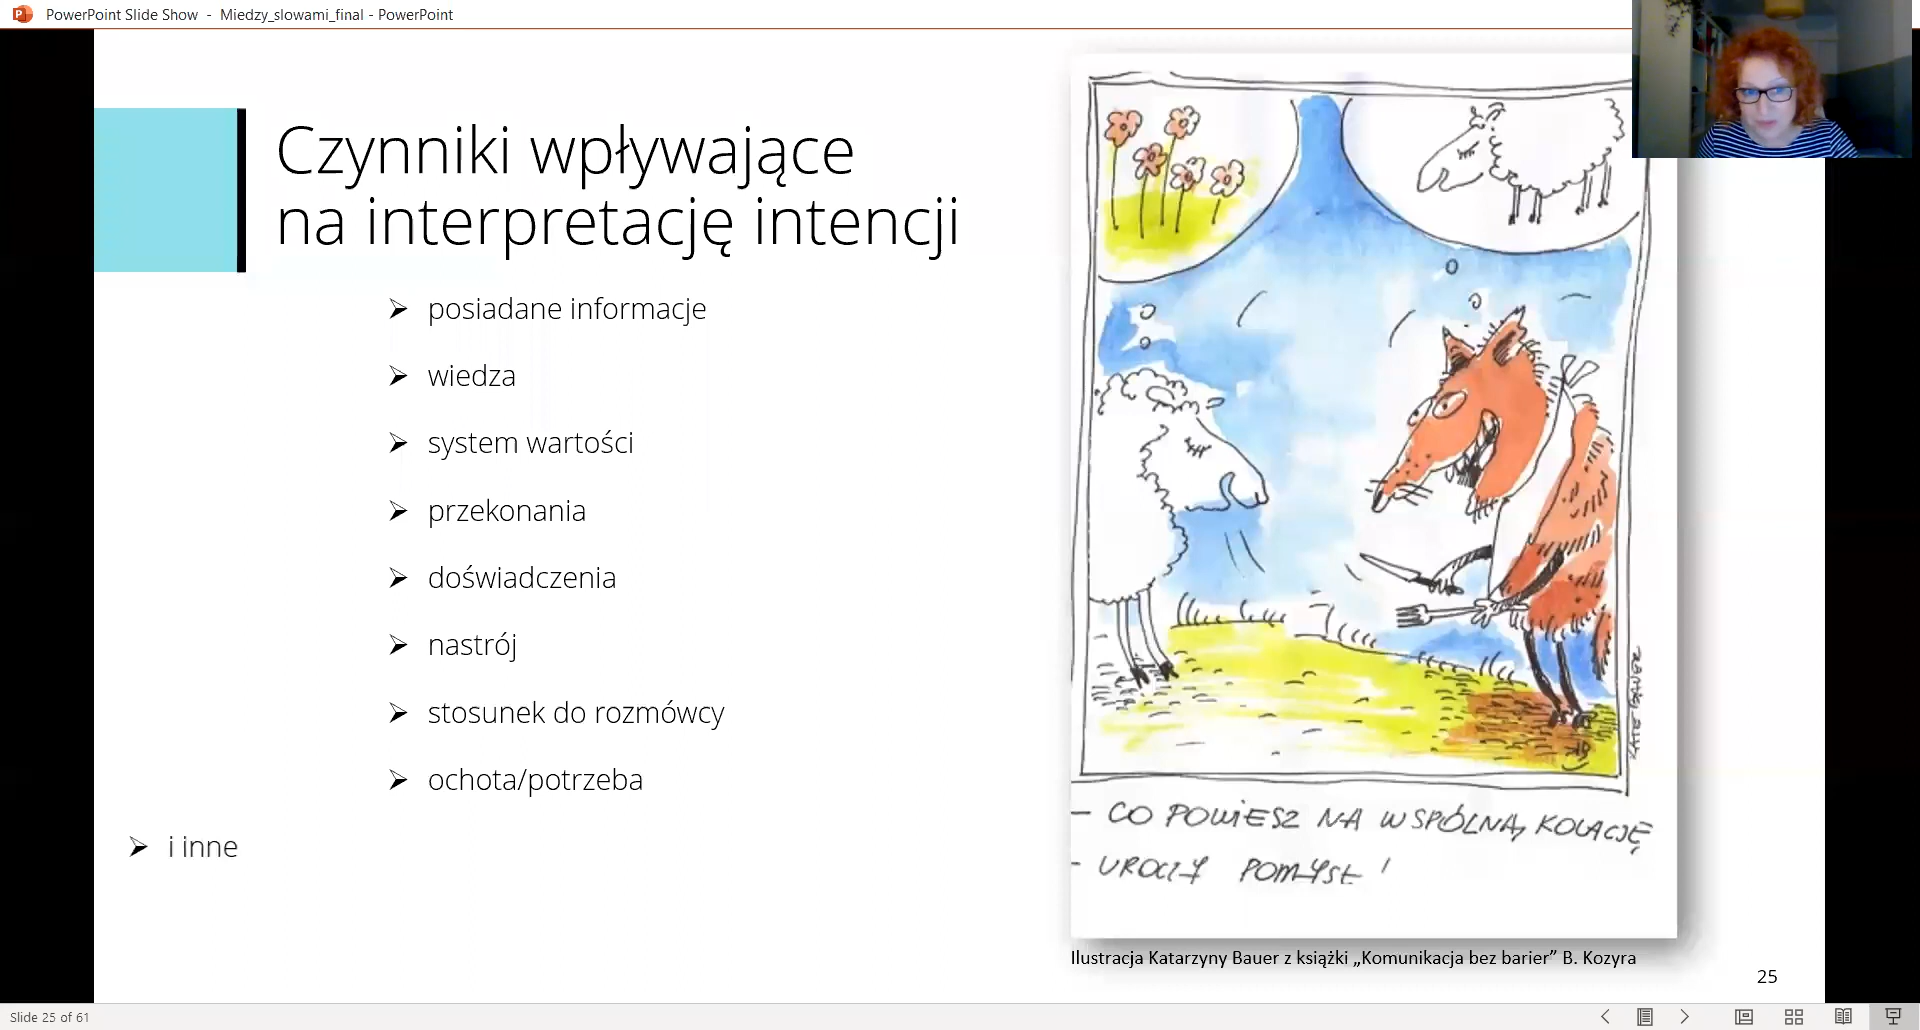 PowerPoint Slide Show - Miedzy_slowami_final - PowerPoint
Czynniki wpływające
na interpretację intencji
➢ posiadane informacje
➢ wiedza
➢ system wartości
➢ przekonania
➢ doświadczenia
➢ nastrój
➢ stosunek do rozmówcy
➢ ochota/potrzeba
➢ i inne
KATE BAUER
- CO POWIESZ NA WSPÓLNĄ KOLACJĘ
- UROCZY POMYSŁ!
Ilustracja Katarzyny Bauer z książki „Komunikacja bez barier” B. Kozyra
25
Slide 25 of 61